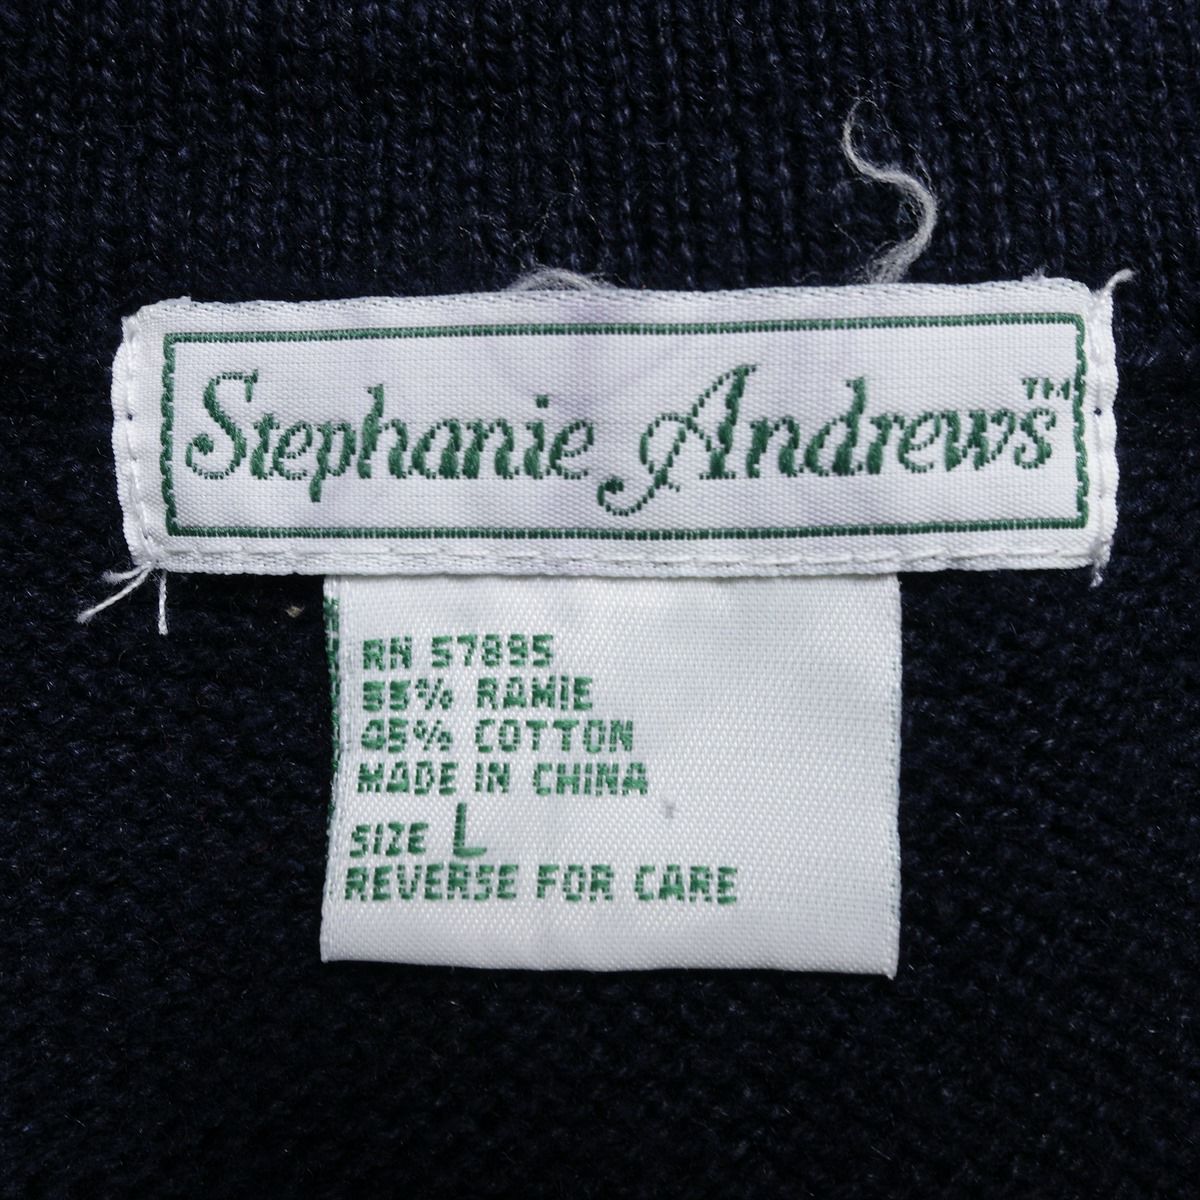 Stephanie Andrews™
RN 57895
55% RAMIE
45% COTTON
MADE IN CHINA
SIZE L
REVERSE FOR CARE